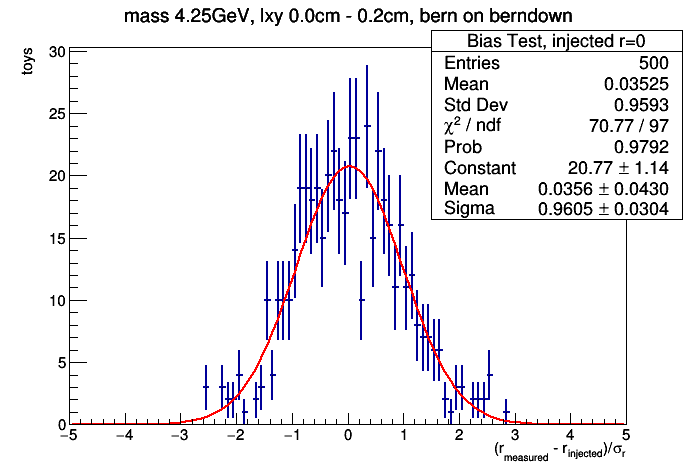 mass 4.25GeV, lxy 0.0cm - 0.2cm, bern on berndown
Bias Test, injected r=0
Entries 500
Mean 0.03525
Std Dev 0.9593
χ² / ndf 70.77 / 97
Prob 0.9792
Constant 20.77 ± 1.14
Mean 0.0356 ± 0.0430
Sigma 0.9605 ± 0.0304
toys
30
25
20
15
10
5
0
−5 −4 −3 −2 −1 0 1 2 3 4 5
(r_measured - r_injected)/σ_r